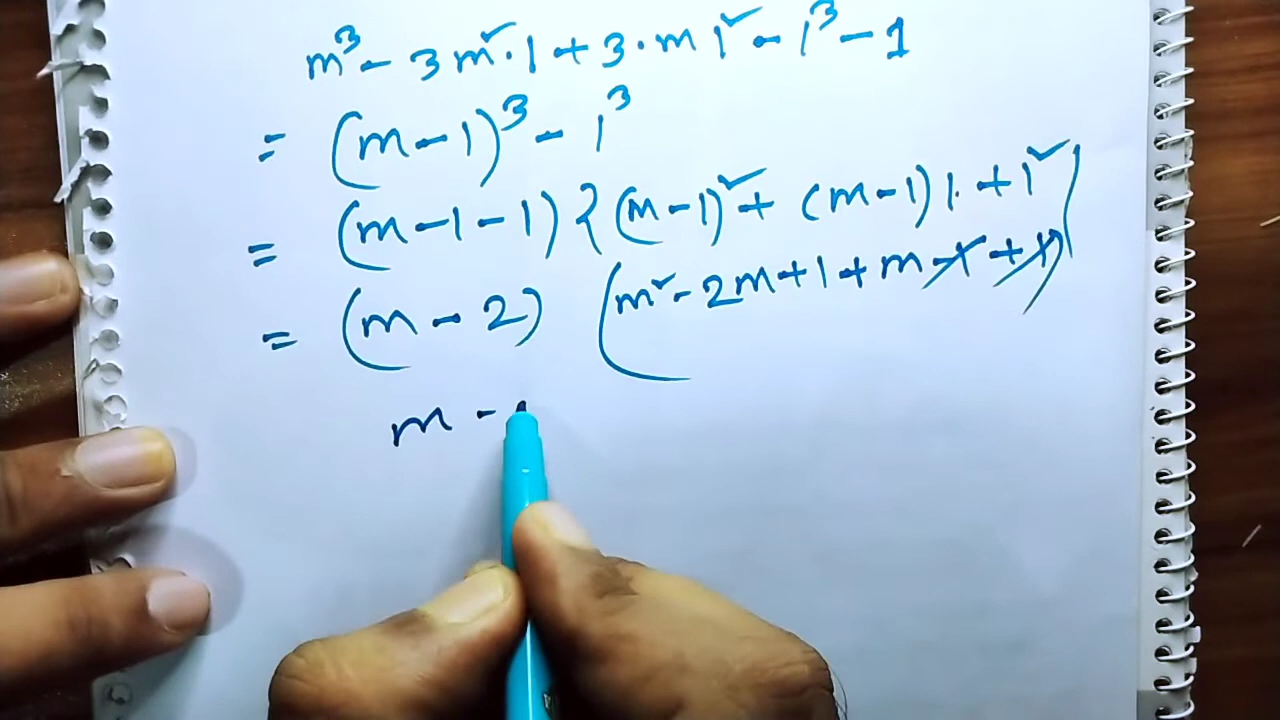 m³ - 3m²·1 + 3·m1² - 1³ - 1
= (m-1)³ - 1³
= (m-1-1) {(m-1)² + (m-1)1. + 1²}
= (m-2) (m² - 2m + 1 + m - 1 + 1)
m -